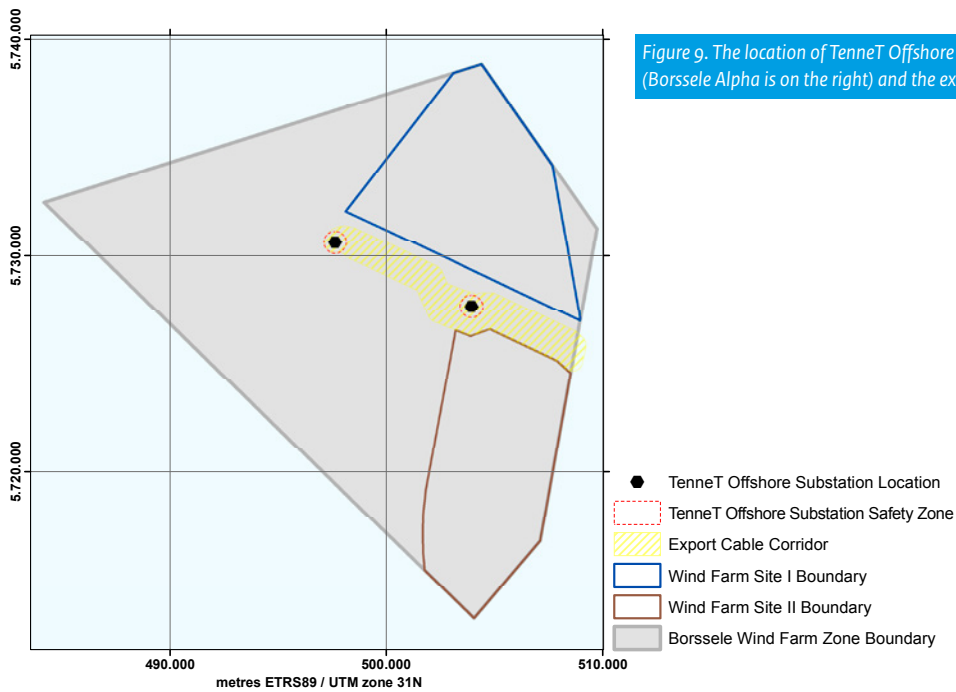 Figure 9. The location of TenneT Offshore
(Borssele Alpha is on the right) and the ex
5.740.000
5.730.000
5.720.000
490.000
500.000
510.000
metres ETRS89 / UTM zone 31N
TenneT Offshore Substation Location
TenneT Offshore Substation Safety Zone
Export Cable Corridor
Wind Farm Site I Boundary
Wind Farm Site II Boundary
Borssele Wind Farm Zone Boundary